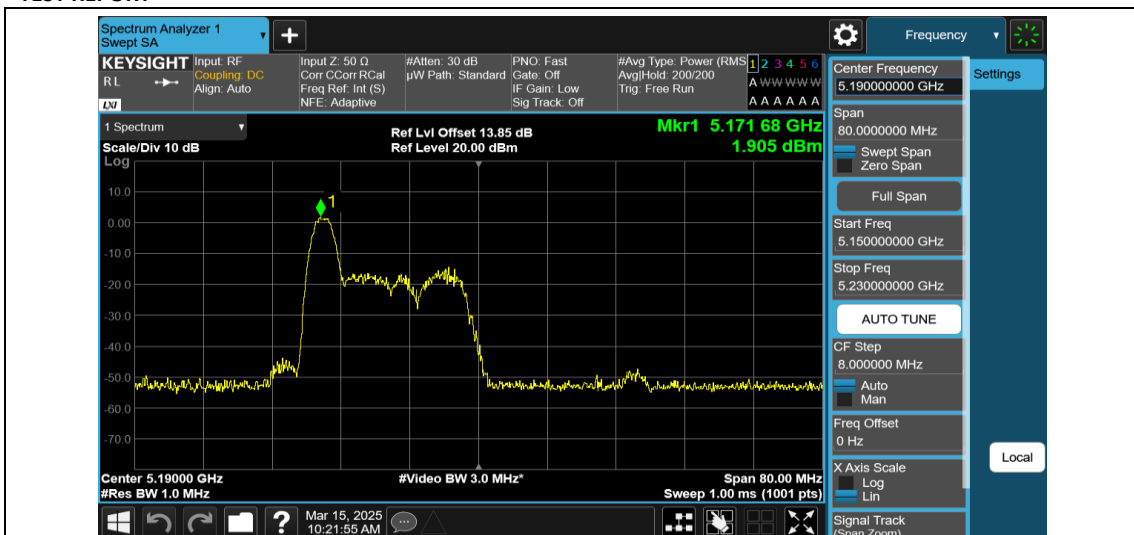 Spectrum Analyzer 1
Swept SA
Frequency
KEYSIGHT
R L
LXI
Input: RF
Coupling: DC
Align: Auto
Input Z: 50 Ω
Corr CCorr RCal
Freq Ref: Int (S)
NFE: Adaptive
#Atten: 30 dB
µW Path: Standard
PNO: Fast
Gate: Off
IF Gain: Low
Sig Track: Off
#Avg Type: Power (RMS
Avg|Hold: 200/200
Trig: Free Run
1 2 3 4 5 6
A W W W W W
A A A A A A
1 Spectrum
Scale/Div 10 dB
Log
Ref Lvl Offset 13.85 dB
Ref Level 20.00 dBm
Mkr1 5.171 68 GHz
1.905 dBm
1
10.0
0.00
-10.0
-20.0
-30.0
-40.0
-50.0
-60.0
-70.0
Center 5.19000 GHz
#Res BW 1.0 MHz
#Video BW 3.0 MHz*
Span 80.00 MHz
Sweep 1.00 ms (1001 pts)
Mar 15, 2025
10:21:55 AM
Center Frequency
5.190000000 GHz
Settings
Span
80.0000000 MHz
Swept Span
Zero Span
Full Span
Start Freq
5.150000000 GHz
Stop Freq
5.230000000 GHz
AUTO TUNE
CF Step
8.000000 MHz
Auto
Man
Freq Offset
0 Hz
X Axis Scale
Log
Lin
Local
Signal Track
(Span Zoom)